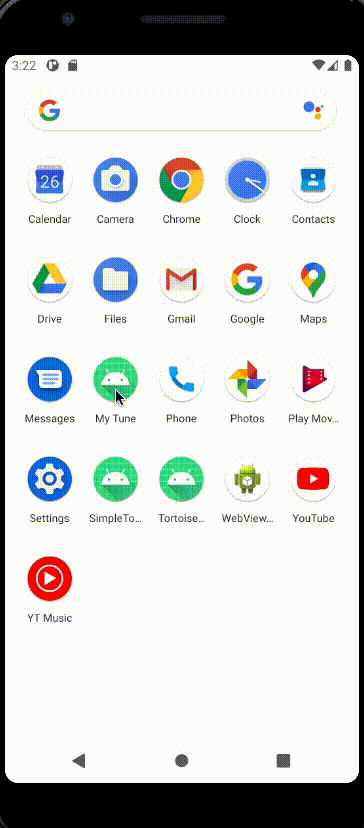 3:22
26
Calendar Camera Chrome Clock Contacts
Drive Files Gmail Google Maps
Messages My Tune Phone Photos Play Mov...
Settings SimpleTo... Tortoise... WebView... YouTube
YT Music